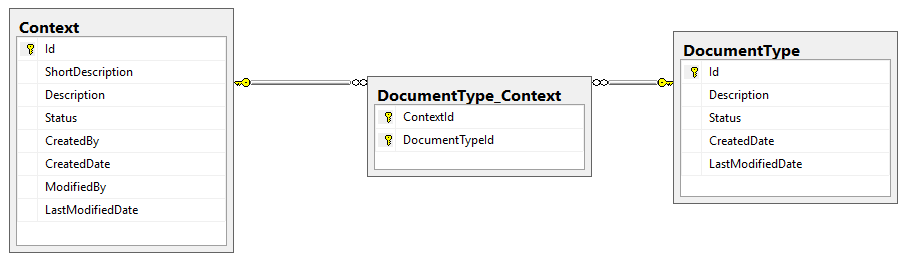 Context
Id
ShortDescription
Description
Status
CreatedBy
CreatedDate
ModifiedBy
LastModifiedDate
DocumentType_Context
ContextId
DocumentTypeId
DocumentType
Id
Description
Status
CreatedDate
LastModifiedDate